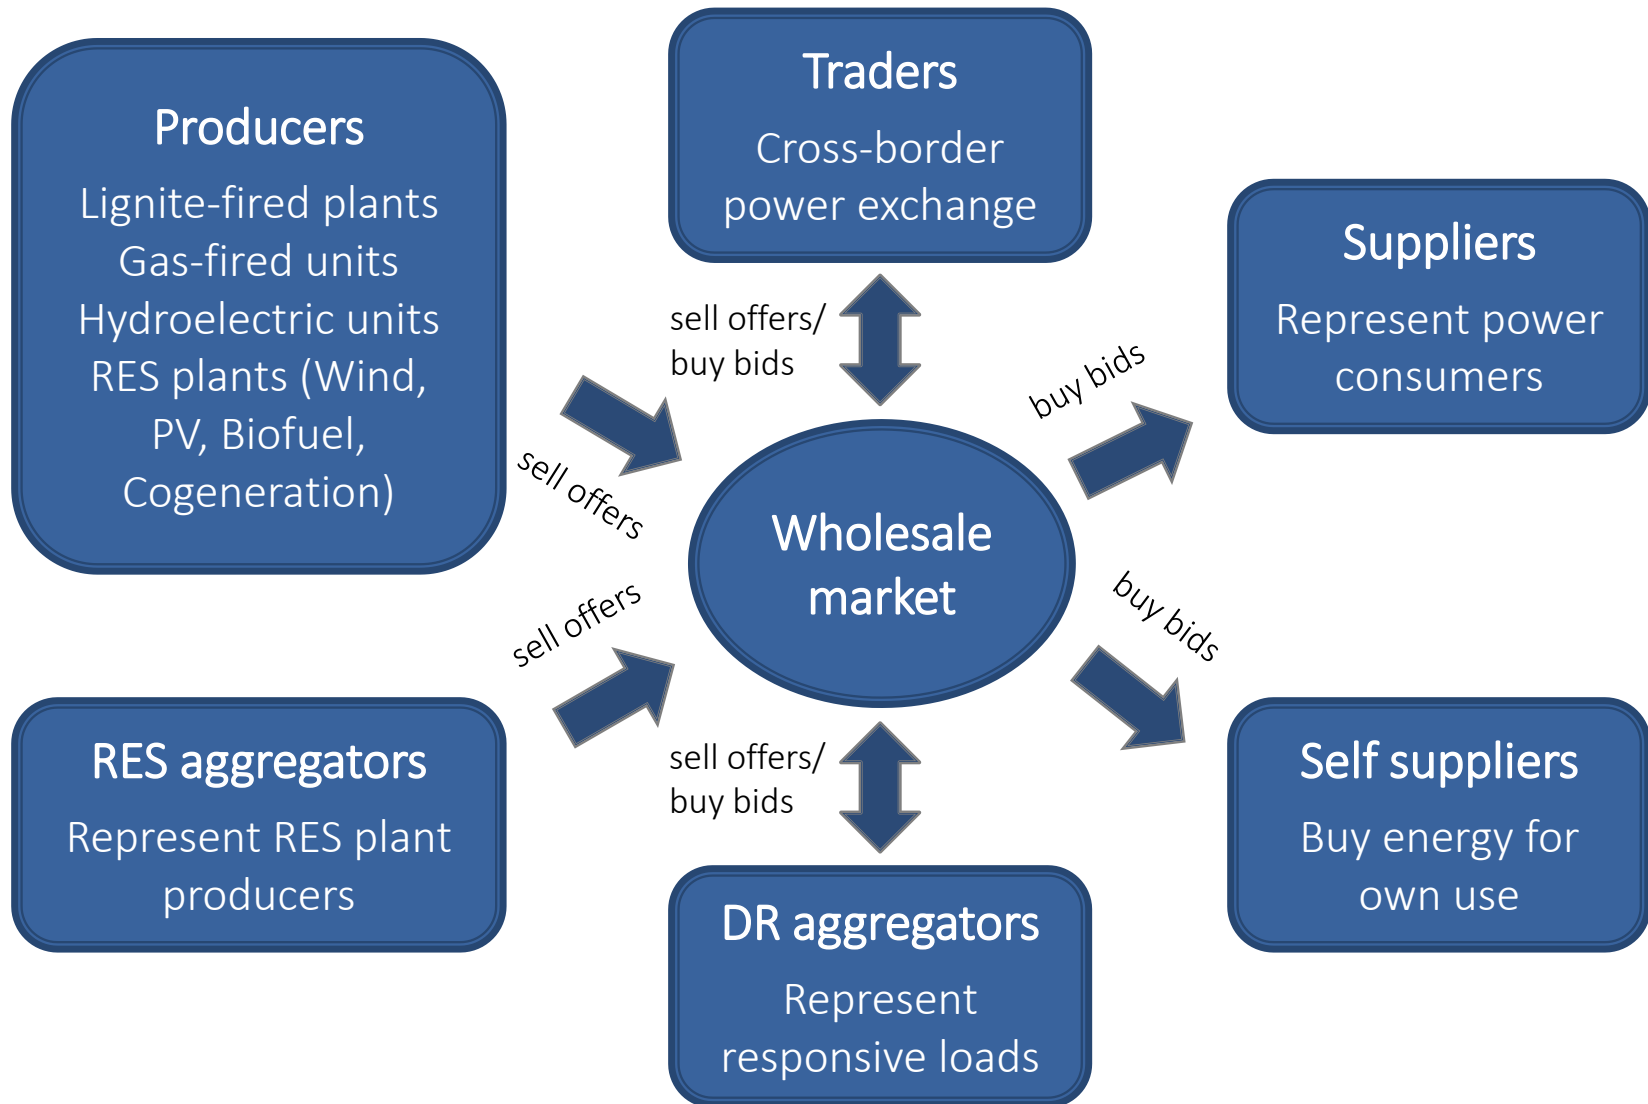 Producers
Lignite-fired plants
Gas-fired units
Hydroelectric units
RES plants (Wind,
PV, Biofuel,
Cogeneration)
Traders
Cross-border
power exchange
Suppliers
Represent power
consumers
sell offers/
buy bids
buy bids
sell offers
Wholesale
market
sell offers
buy bids
RES aggregators
Represent RES plant
producers
sell offers/
buy bids
DR aggregators
Represent
responsive loads
Self suppliers
Buy energy for
own use